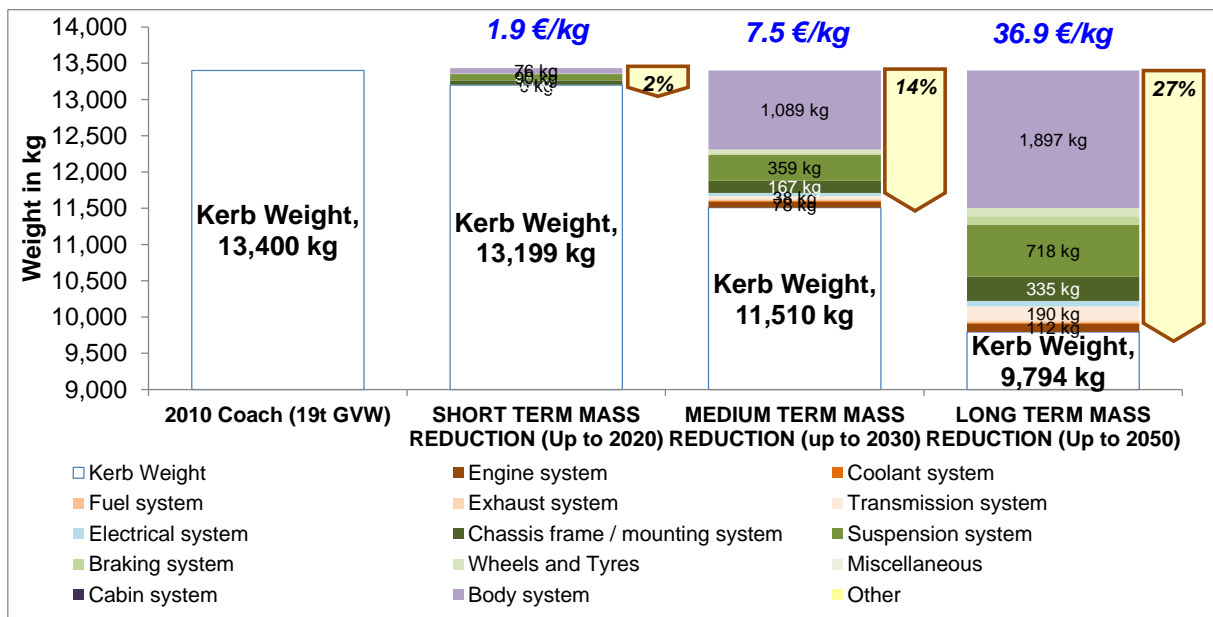 1.9 €/kg 7.5 €/kg 36.9 €/kg
14,000
13,500
13,000
12,500
12,000
11,500
11,000
10,500
10,000
9,500
9,000
Weight in kg
Kerb Weight,
13,400 kg
76 kg
90 kg
0 kg
2%
Kerb Weight,
13,199 kg
1,089 kg
359 kg
167 kg
38 kg
78 kg
14%
Kerb Weight,
11,510 kg
1,897 kg
718 kg
335 kg
190 kg
112 kg
27%
Kerb Weight,
9,794 kg
2010 Coach (19t GVW)
SHORT TERM MASS
REDUCTION (Up to 2020)
MEDIUM TERM MASS
REDUCTION (up to 2030)
LONG TERM MASS
REDUCTION (Up to 2050)
Kerb Weight Engine system Coolant system
Fuel system Exhaust system Transmission system
Electrical system Chassis frame / mounting system Suspension system
Braking system Wheels and Tyres Miscellaneous
Cabin system Body system Other